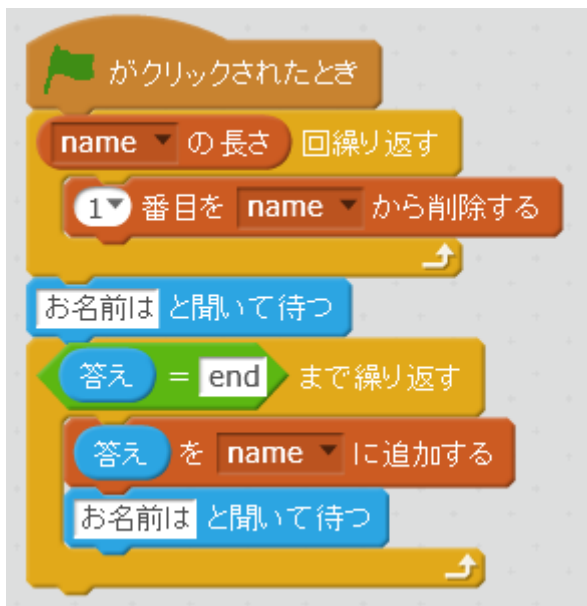 がクリックされたとき
name の長さ 回繰り返す
1 番目を name から削除する
お名前は と聞いて待つ
答え = end まで繰り返す
答え を name に追加する
お名前は と聞いて待つ